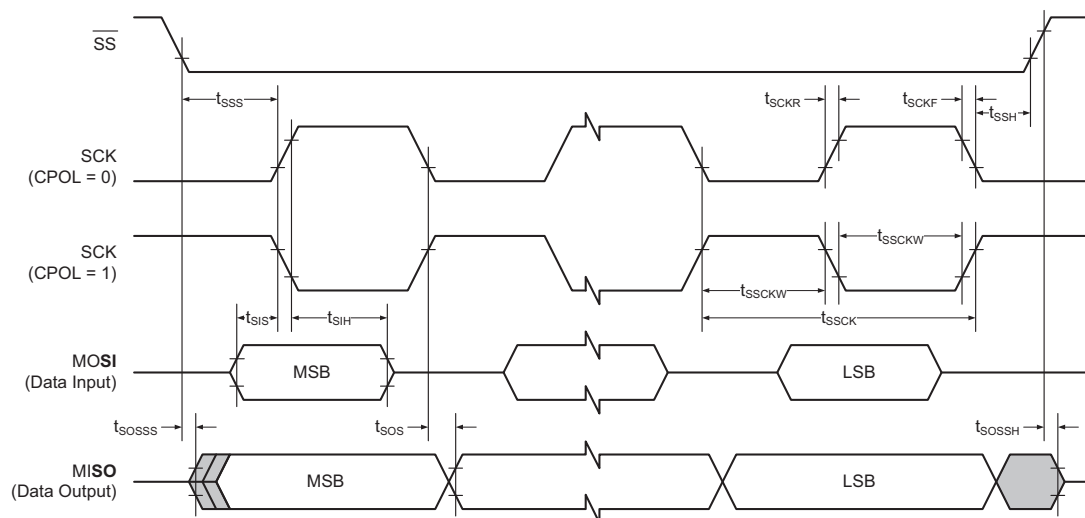 SS
tSSS
tSCKR
tSCKF
tSSH
SCK
(CPOL = 0)
SCK
(CPOL = 1)
tSSCKW
tSSCKW
tSSCK
tSIS
tSIH
MOSI
(Data Input)
MSB
LSB
tSOSSS
tSOS
tSOSSH
MISO
(Data Output)
MSB
LSB